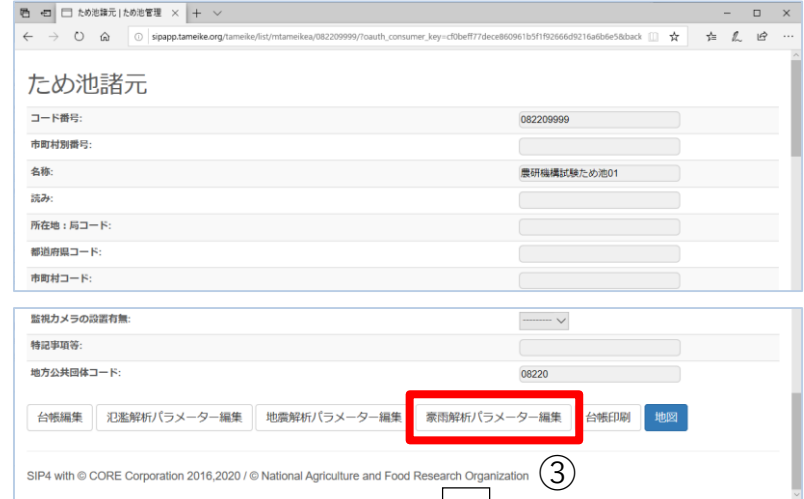 ため池諸元 | ため池管理
sipapp.tameike.org/tameike/list/mtameikea/082209999/?oauth_consumer_key=cf0beff77dece860961b5f1f92666d9216a6b6e5&back
ため池諸元
コード番号: 082209999
市町村別番号:
名称: 農研機構試験ため池01
読み:
所在地：局コード:
都道府県コード:
市町村コード:
監視カメラの設置有無: ---------
特記事項等:
地方公共団体コード: 08220
台帳編集 氾濫解析パラメーター編集 地震解析パラメーター編集 豪雨解析パラメーター編集 台帳印刷 地図
SIP4 with © CORE Corporation 2016,2020 / © National Agriculture and Food Research Organization ③